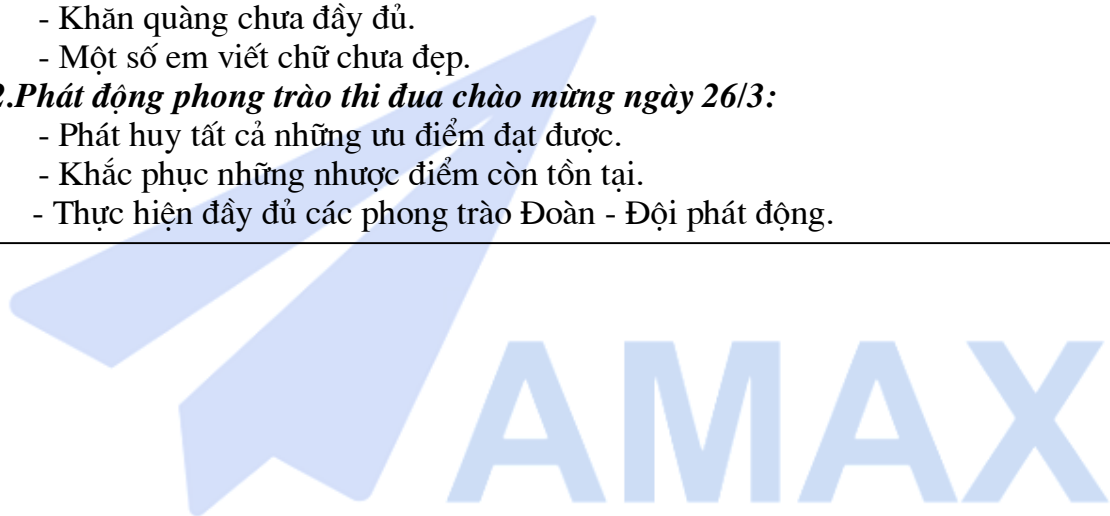 - Khăn quàng chưa đầy đủ.
- Một số em viết chữ chưa đẹp.
2.Phát động phong trào thi đua chào mừng ngày 26/3:
- Phát huy tất cả những ưu điểm đạt được.
- Khắc phục những nhược điểm còn tồn tại.
- Thực hiện đầy đủ các phong trào Đoàn - Đội phát động.
AMAX